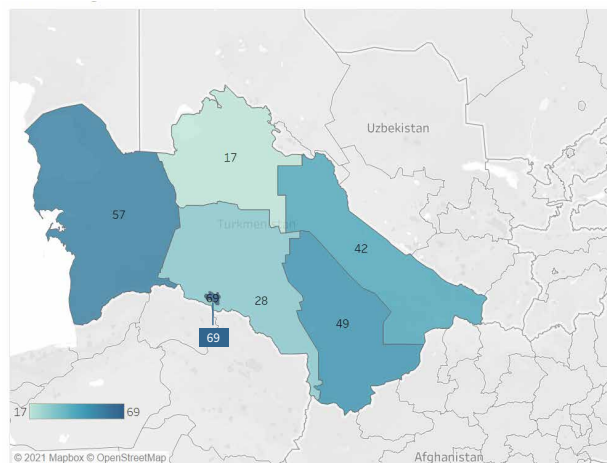 Uzbekistan
17
57
Turkmenistan
42
69
28
69
49
17
69
© 2021 Mapbox © OpenStreetMap
Afghanistan